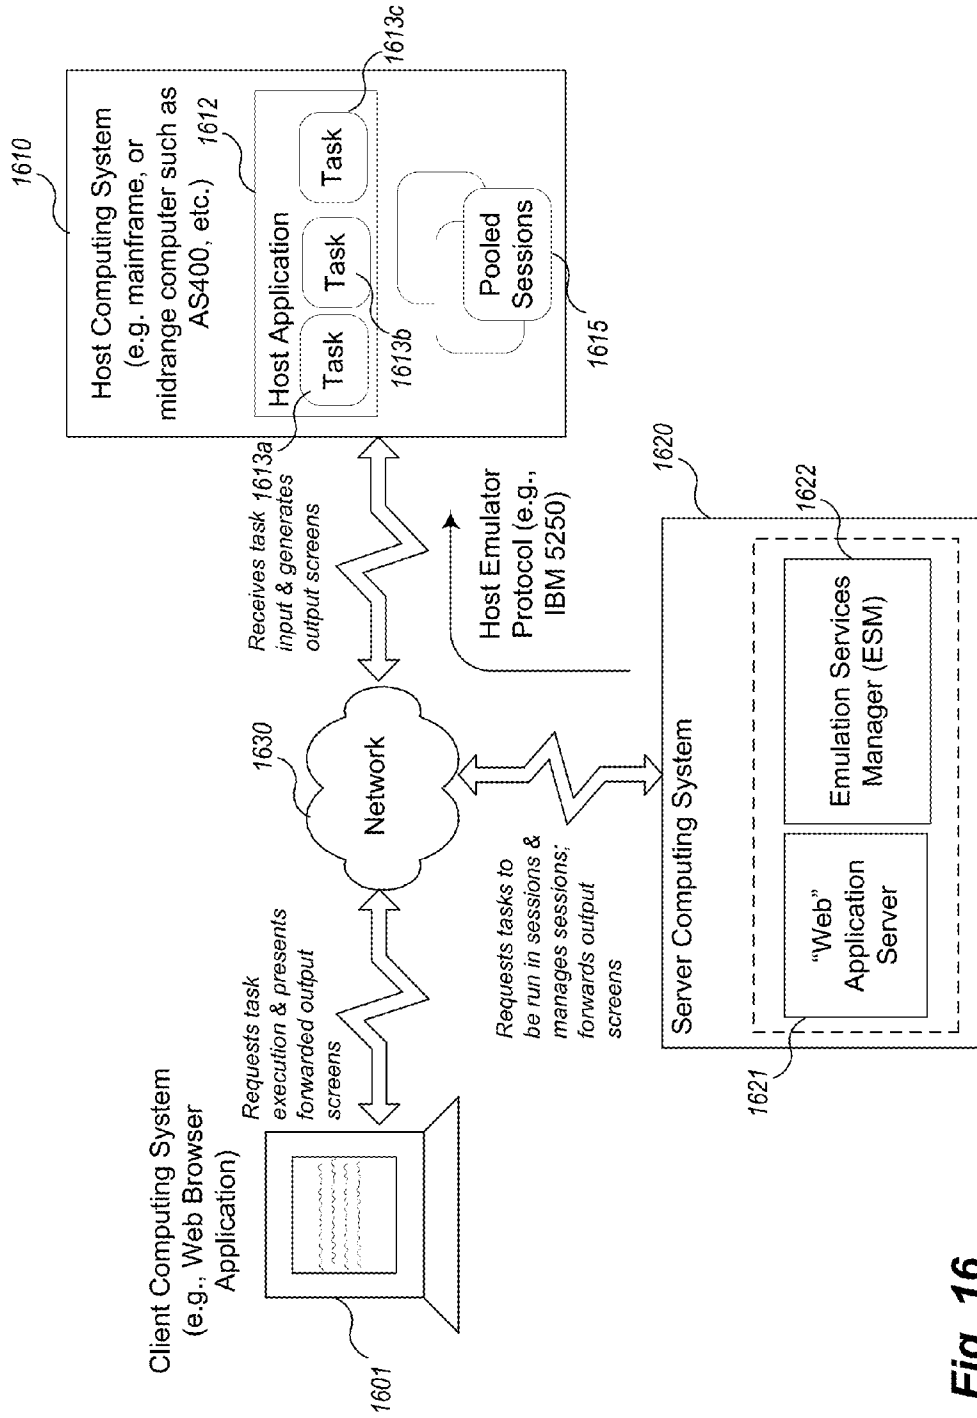 Client Computing System
(e.g., Web Browser
Application)
1601
Requests task
execution & presents
forwarded output
screens
Network
1630
Receives task
input & generates
output screens
1610
Host Computing System
(e.g. mainframe, or
midrange computer such as
AS400, etc.)
1612
Host Application
Task
Task
Task
1613a
1613b
1613c
Pooled
Sessions
1615
Host Emulator
Protocol (e.g.,
IBM 5250)
Requests tasks to
be run in sessions &
manages sessions;
forwards output
screens
1620
Server Computing System
"Web"
Application
Server
1621
Emulation Services
Manager (ESM)
1622
Fig. 16